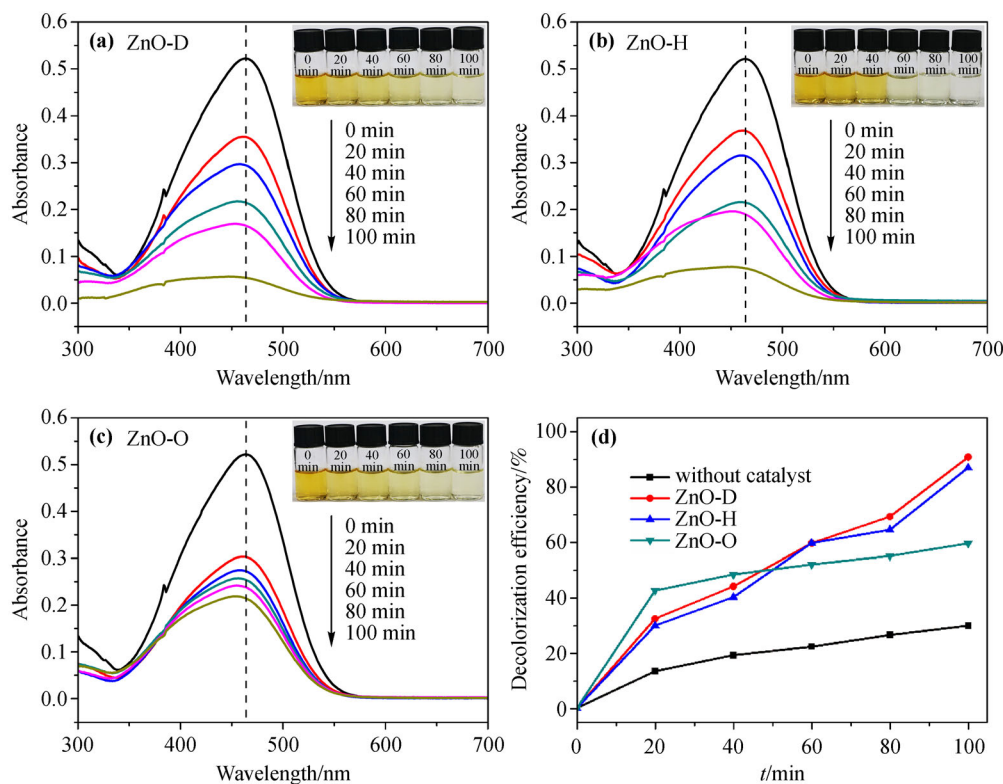 (a) ZnO-D
0 min 20 min 40 min 60 min 80 min 100 min
0 min
20 min
40 min
60 min
80 min
100 min
Absorbance
0.6
0.5
0.4
0.3
0.2
0.1
0.0
300 400 500 600 700
Wavelength/nm
(b) ZnO-H
0 min 20 min 40 min 60 min 80 min 100 min
0 min
20 min
40 min
60 min
80 min
100 min
Absorbance
0.6
0.5
0.4
0.3
0.2
0.1
0.0
300 400 500 600 700
Wavelength/nm
(c) ZnO-O
0 min 20 min 40 min 60 min 80 min 100 min
0 min
20 min
40 min
60 min
80 min
100 min
Absorbance
0.6
0.5
0.4
0.3
0.2
0.1
0.0
300 400 500 600 700
Wavelength/nm
(d)
without catalyst
ZnO-D
ZnO-H
ZnO-O
Decolorization efficiency/%
100
80
60
40
20
0
0 20 40 60 80 100
t/min